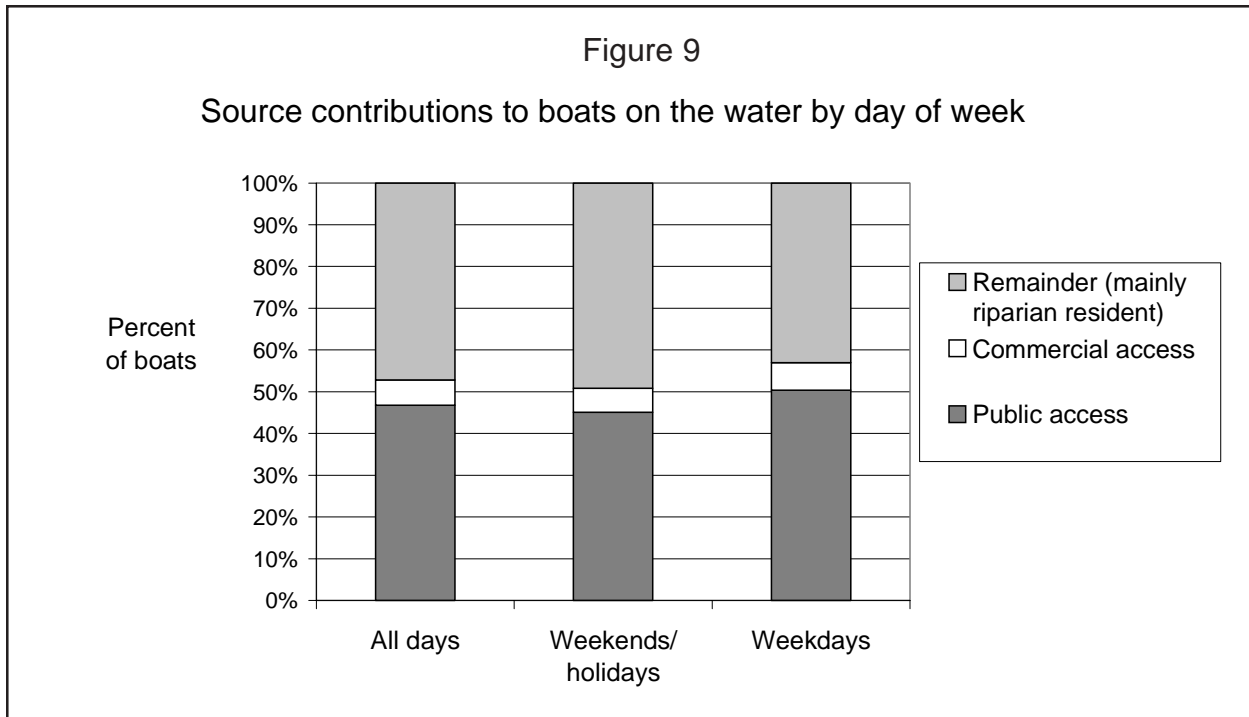 Figure 9
Source contributions to boats on the water by day of week
Percent
of boats
100%
90%
80%
70%
60%
50%
40%
30%
20%
10%
0%
All days
Weekends/
holidays
Weekdays
Remainder (mainly
riparian resident)
Commercial access
Public access